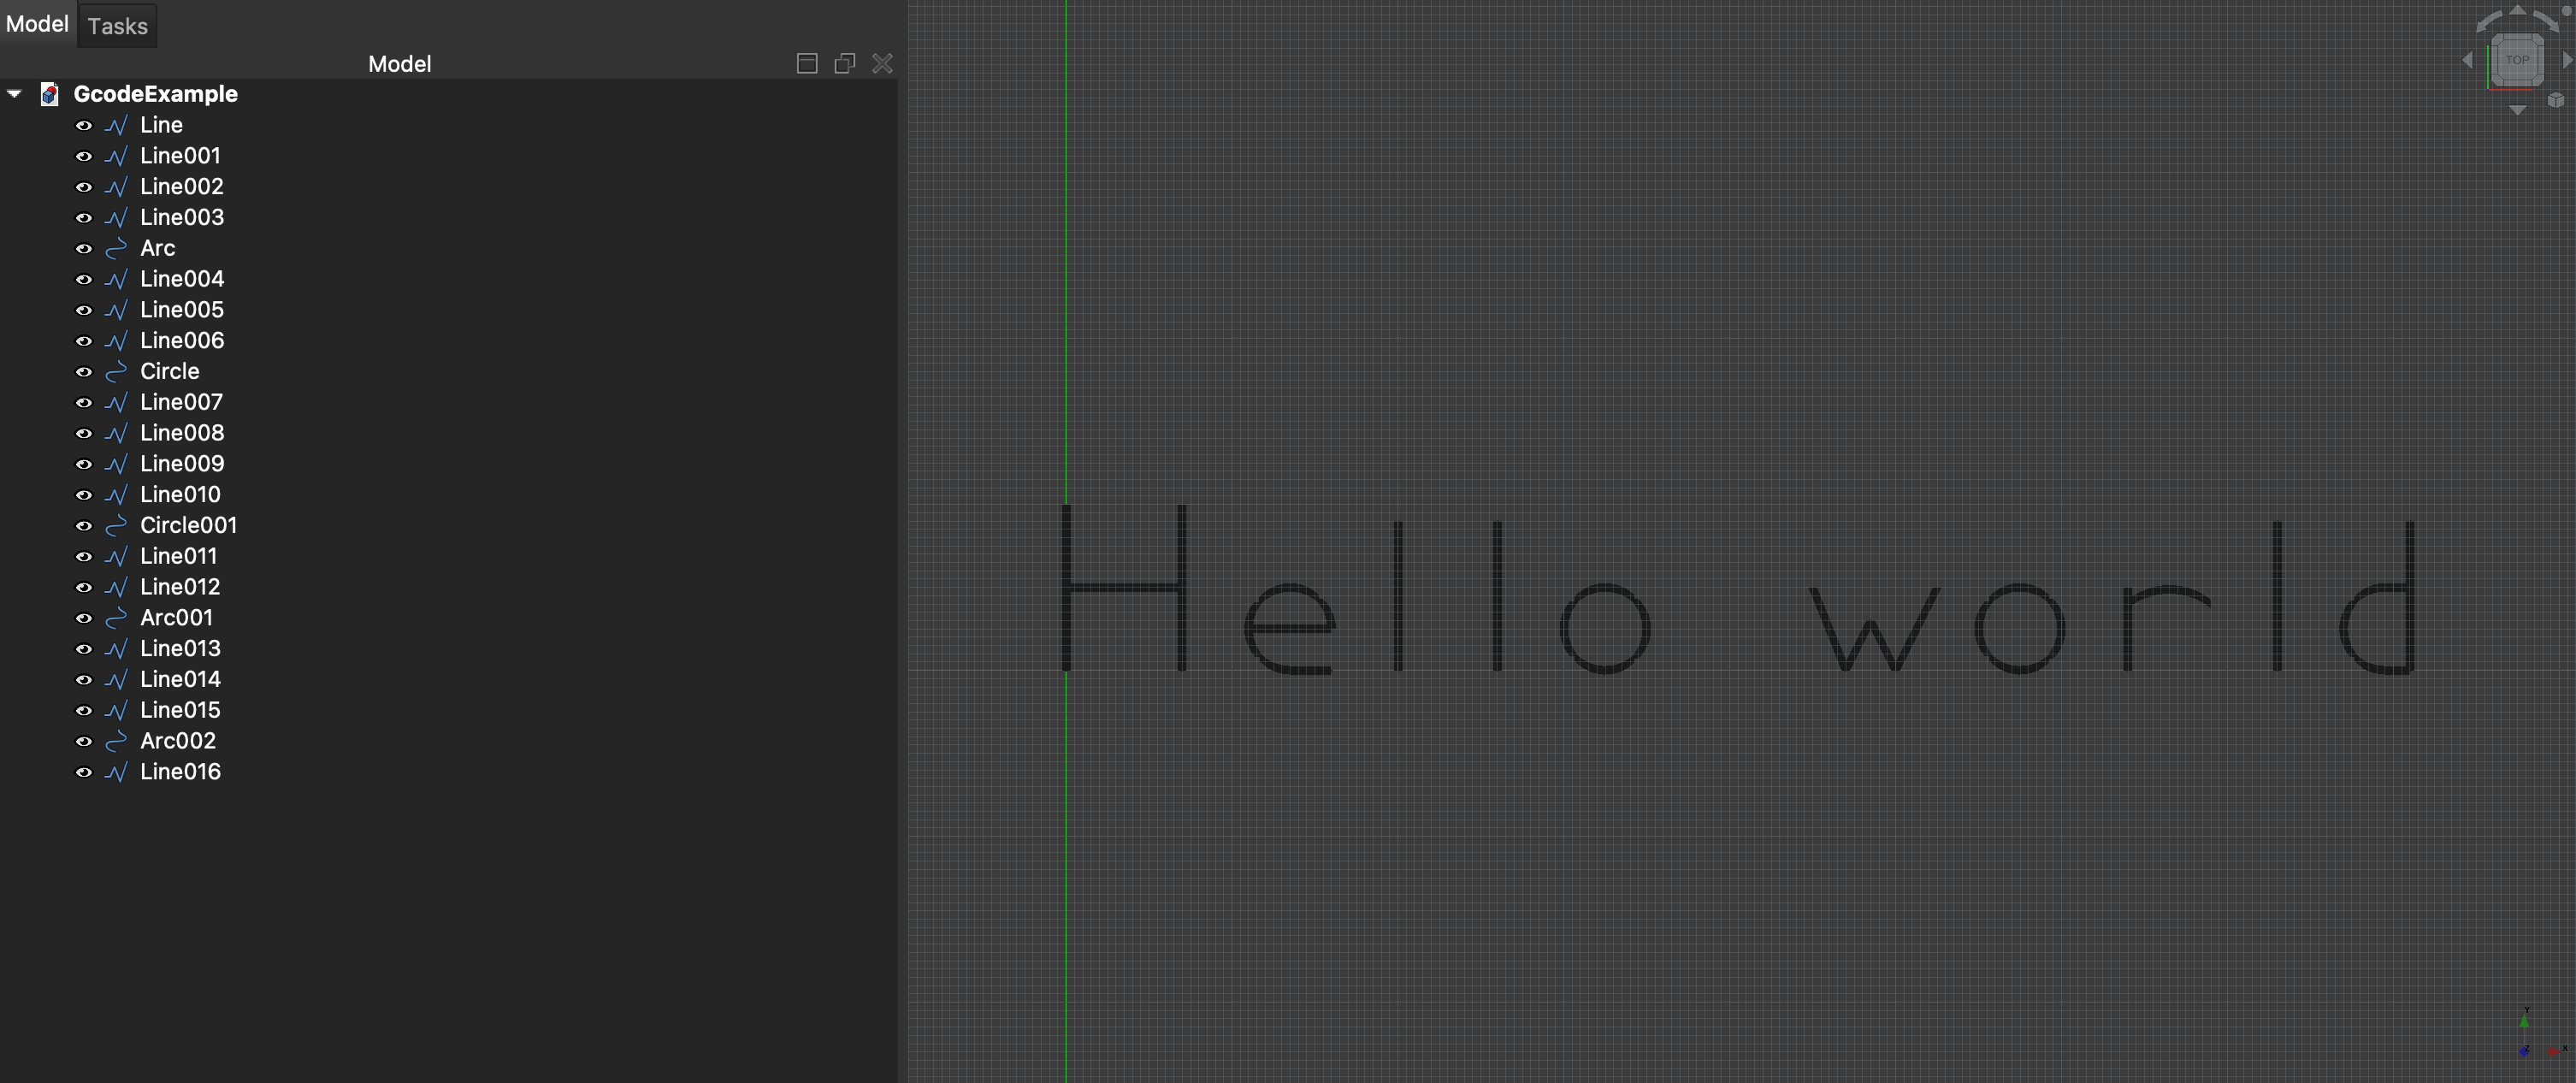 Model Tasks
Model
GcodeExample
Line
Line001
Line002
Line003
Arc
Line004
Line005
Line006
Circle
Line007
Line008
Line009
Line010
Circle001
Line011
Line012
Arc001
Line013
Line014
Line015
Arc002
Line016
TOP
Hello world
Y
Z
X